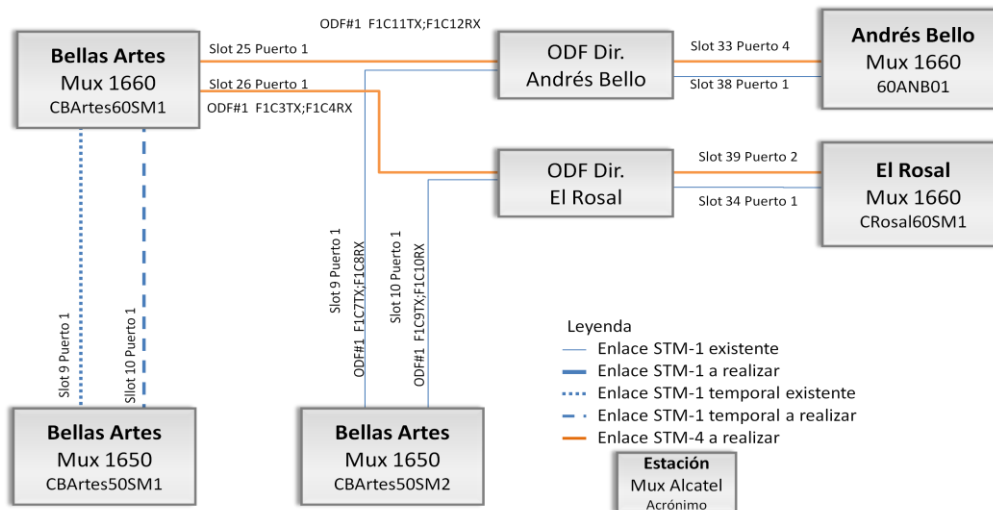 ODF#1  F1C11TX;F1C12RX
Bellas Artes
Mux 1660
CBArtes60SM1
Slot 25 Puerto 1
Slot 26 Puerto 1
ODF#1  F1C3TX;F1C4RX
ODF Dir.
Andrés Bello
Slot 33 Puerto 4
Slot 38 Puerto 1
Andrés Bello
Mux 1660
60ANB01
ODF Dir.
El Rosal
Slot 39 Puerto 2
Slot 34 Puerto 1
El Rosal
Mux 1660
CRosal60SM1
Slot 9 Puerto 1
Sllot 10 Puerto 1
Slot 9 Puerto 1
ODF#1  F1C7TX;F1C8RX
Slot 10 Puerto 1
ODF#1  F1C9TX;F1C10RX
Bellas Artes
Mux 1650
CBArtes50SM1
Bellas Artes
Mux 1650
CBArtes50SM2
Leyenda
Enlace STM-1 existente
Enlace STM-1 a realizar
Enlace STM-1 temporal existente
Enlace STM-1 temporal a realizar
Enlace STM-4 a realizar
Estación
Mux Alcatel
Acrónimo